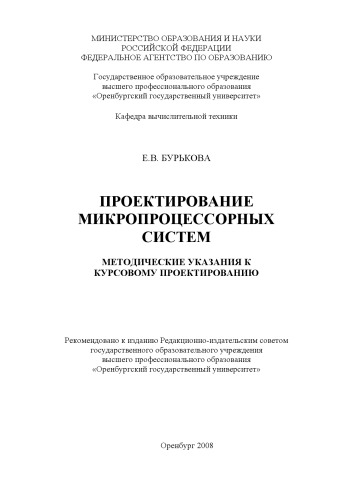 МИНИСТЕРСТВО ОБРАЗОВАНИЯ И НАУКИ
РОССИЙСКОЙ ФЕДЕРАЦИИ
ФЕДЕРАЛЬНОЕ АГЕНТСТВО ПО ОБРАЗОВАНИЮ
Государственное образовательное учреждение
высшего профессионального образования
«Оренбургский государственный университет»
Кафедра вычислительной техники
Е.В. БУРЬКОВА
ПРОЕКТИРОВАНИЕ
МИКРОПРОЦЕССОРНЫХ
СИСТЕМ
МЕТОДИЧЕСКИЕ УКАЗАНИЯ К
КУРСОВОМУ ПРОЕКТИРОВАНИЮ
Рекомендовано к изданию Редакционно-издательским советом
государственного образовательного учреждения
высшего профессионального образования
«Оренбургский государственный университет»
Оренбург 2008